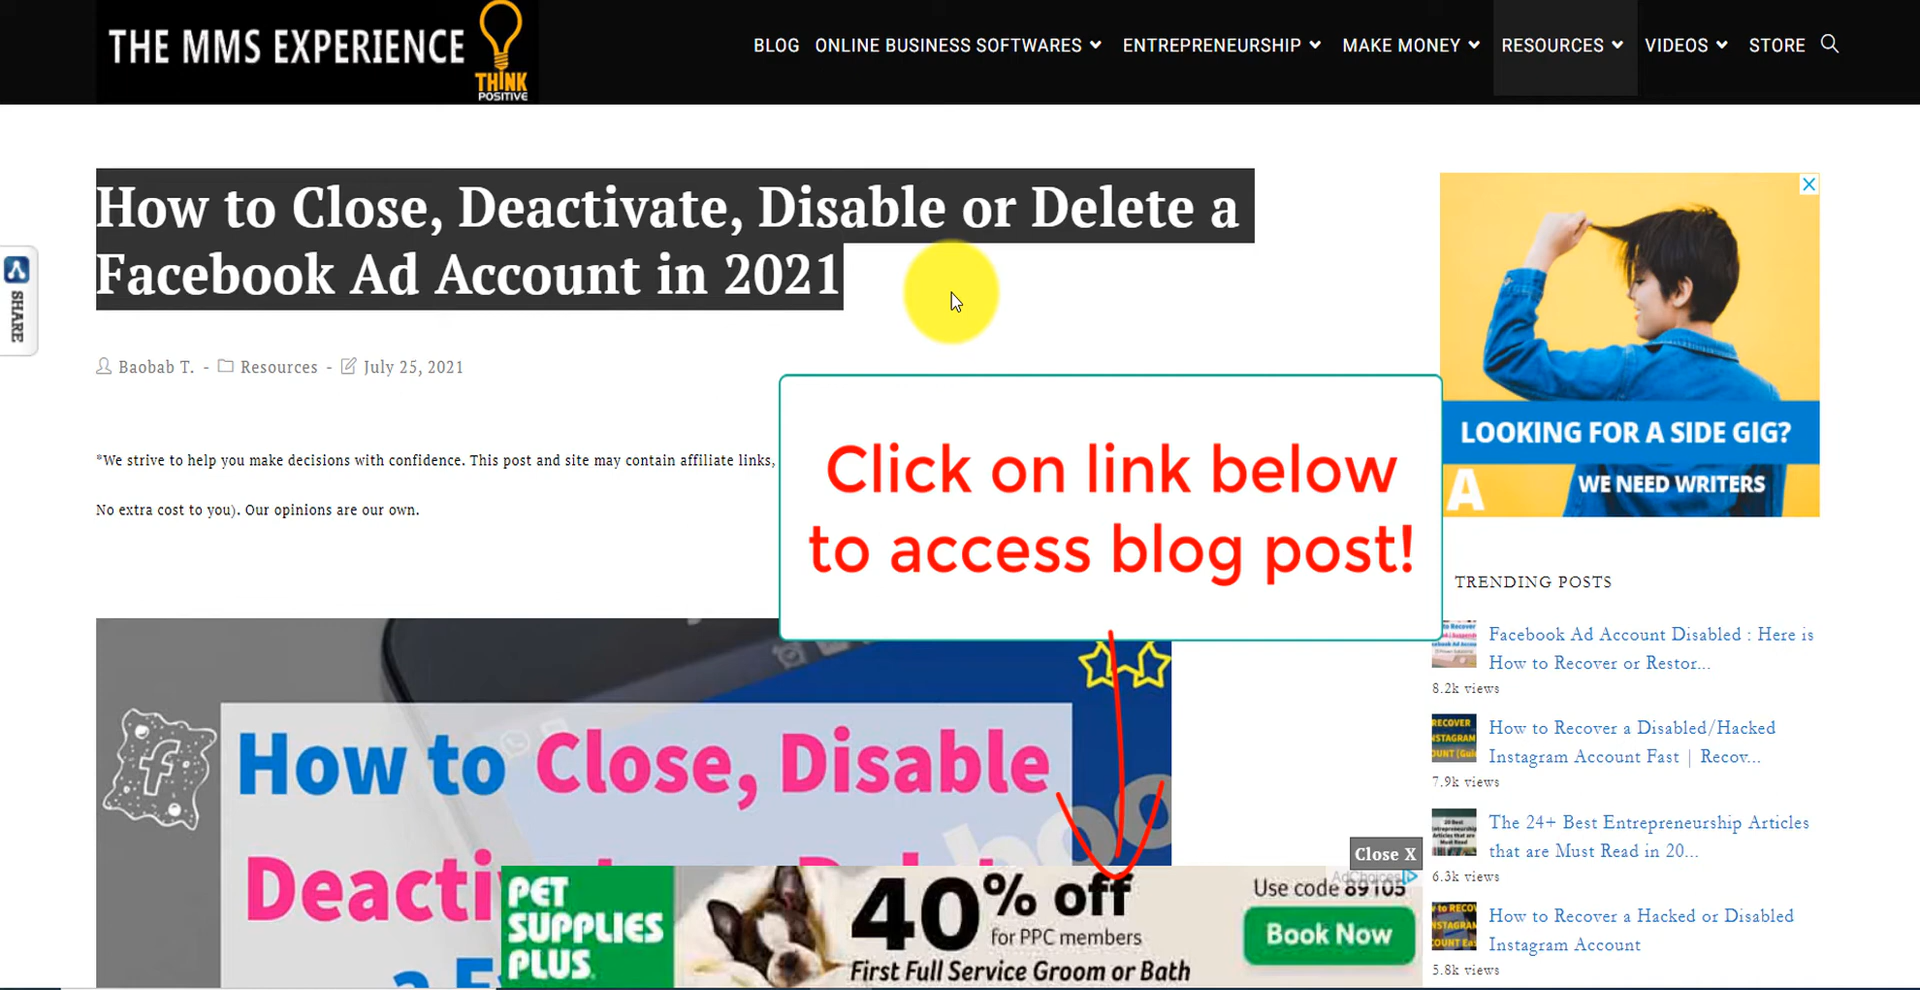 THE MMS EXPERIENCE
THINK
POSITIVE
BLOG ONLINE BUSINESS SOFTWARES ENTREPRENEURSHIP MAKE MONEY RESOURCES VIDEOS STORE
SHARE
How to Close, Deactivate, Disable or Delete a
Facebook Ad Account in 2021
Baobab T. - Resources - July 25, 2021
*We strive to help you make decisions with confidence. This post and site may contain affiliate links,
No extra cost to you). Our opinions are our own.
Click on link below
to access blog post!
How to Close, Disable
PET
SUPPLIES
PLUS
40% off
for PPC members
First Full Service Groom or Bath
Close X
AdChoices
Use code 89105
Book Now
LOOKING FOR A SIDE GIG?
A
WE NEED WRITERS
TRENDING POSTS
Facebook Ad Account Disabled : Here is
How to Recover or Restor...
8.2k views
How to Recover a Disabled/Hacked
Instagram Account Fast | Recov...
7.9k views
The 24+ Best Entrepreneurship Articles
that are Must Read in 20...
6.3k views
How to Recover a Hacked or Disabled
Instagram Account
5.8k views